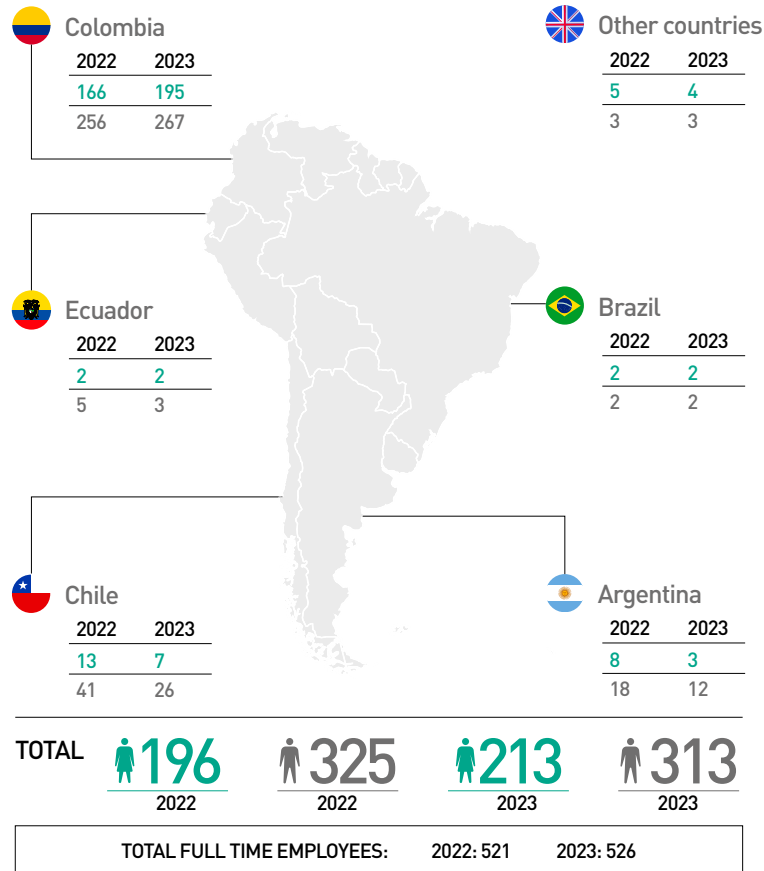 Colombia
2022 2023
166 195
256 267
Other countries
2022 2023
5 4
3 3
Ecuador
2022 2023
2 2
5 3
Brazil
2022 2023
2 2
2 2
Chile
2022 2023
13 7
41 26
Argentina
2022 2023
8 3
18 12
TOTAL
196 325 213 313
2022 2022 2023 2023
TOTAL FULL TIME EMPLOYEES: 2022: 521 2023: 526